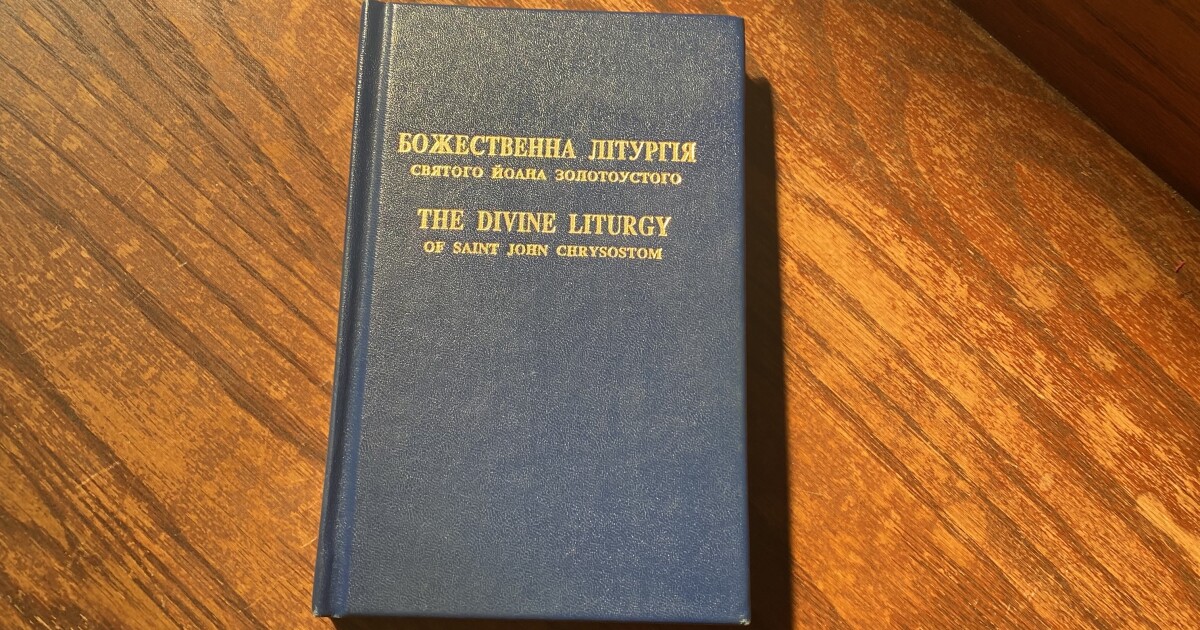 БОЖЕСТВЕННА ЛІТУРГІЯ
СВЯТОГО ЙОАНА ЗОЛОТОУСТОГО
THE DIVINE LITURGY
OF SAINT JOHN CHRYSOSTOM